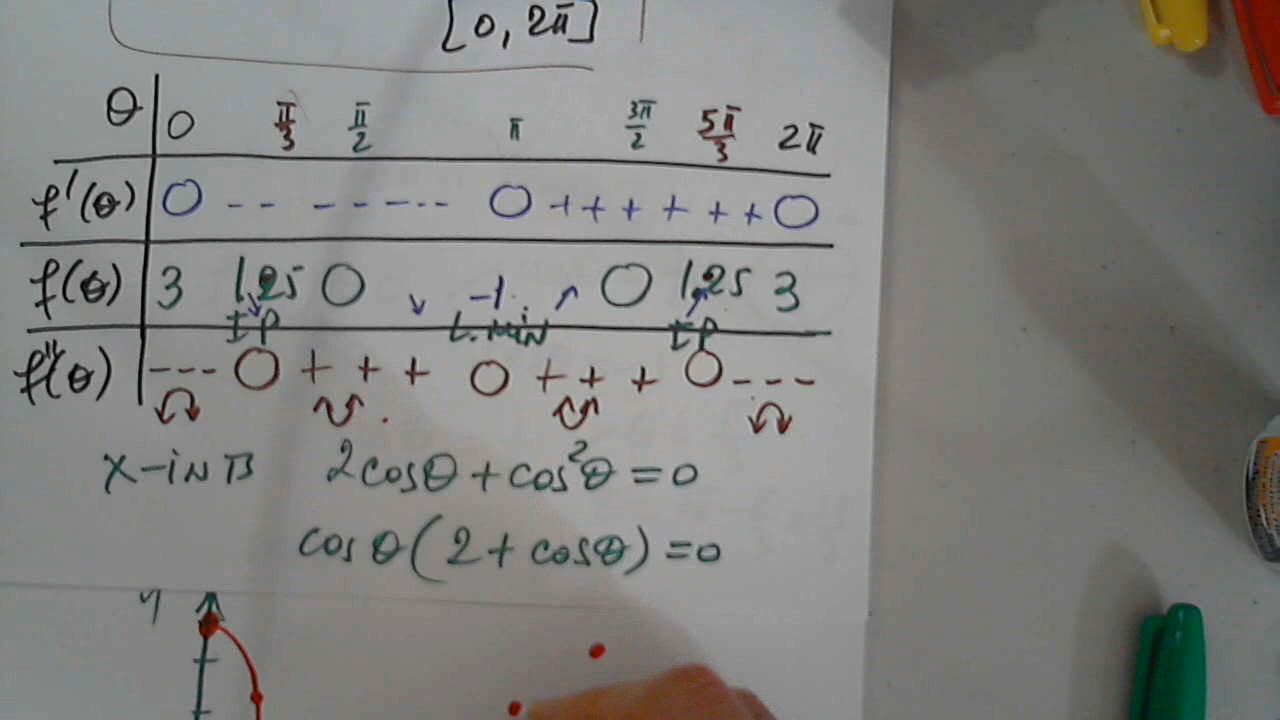 [0, 2π]
θ 0 π/3 π/2 π 3π/2 5π/3 2π
f'(θ) 0 -- ------ 0 ++++++ 0
f(θ) 3 1,25 0 ↘ -1 ↗ 0 1,25 3
IP L.MiN IP
f''(θ) --- 0 + + + 0 + + + 0 ---
X-iNT 2cosθ + cos²θ = 0
cosθ(2 + cosθ) = 0
y